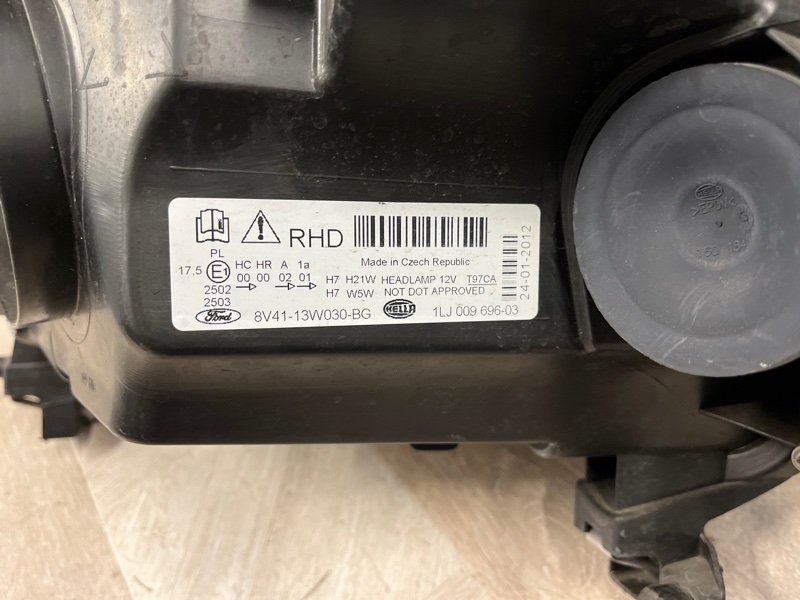 RHD
Made in Czech Republic
PL
17,5 E1 HC HR A 1a
00 00 02 01
2502
2503
H7 H21W HEADLAMP 12V T97CA
H7 W5W NOT DOT APPROVED
24-01-2012
Ford 8V41-13W030-BG HELLA 1LJ 009 696-03